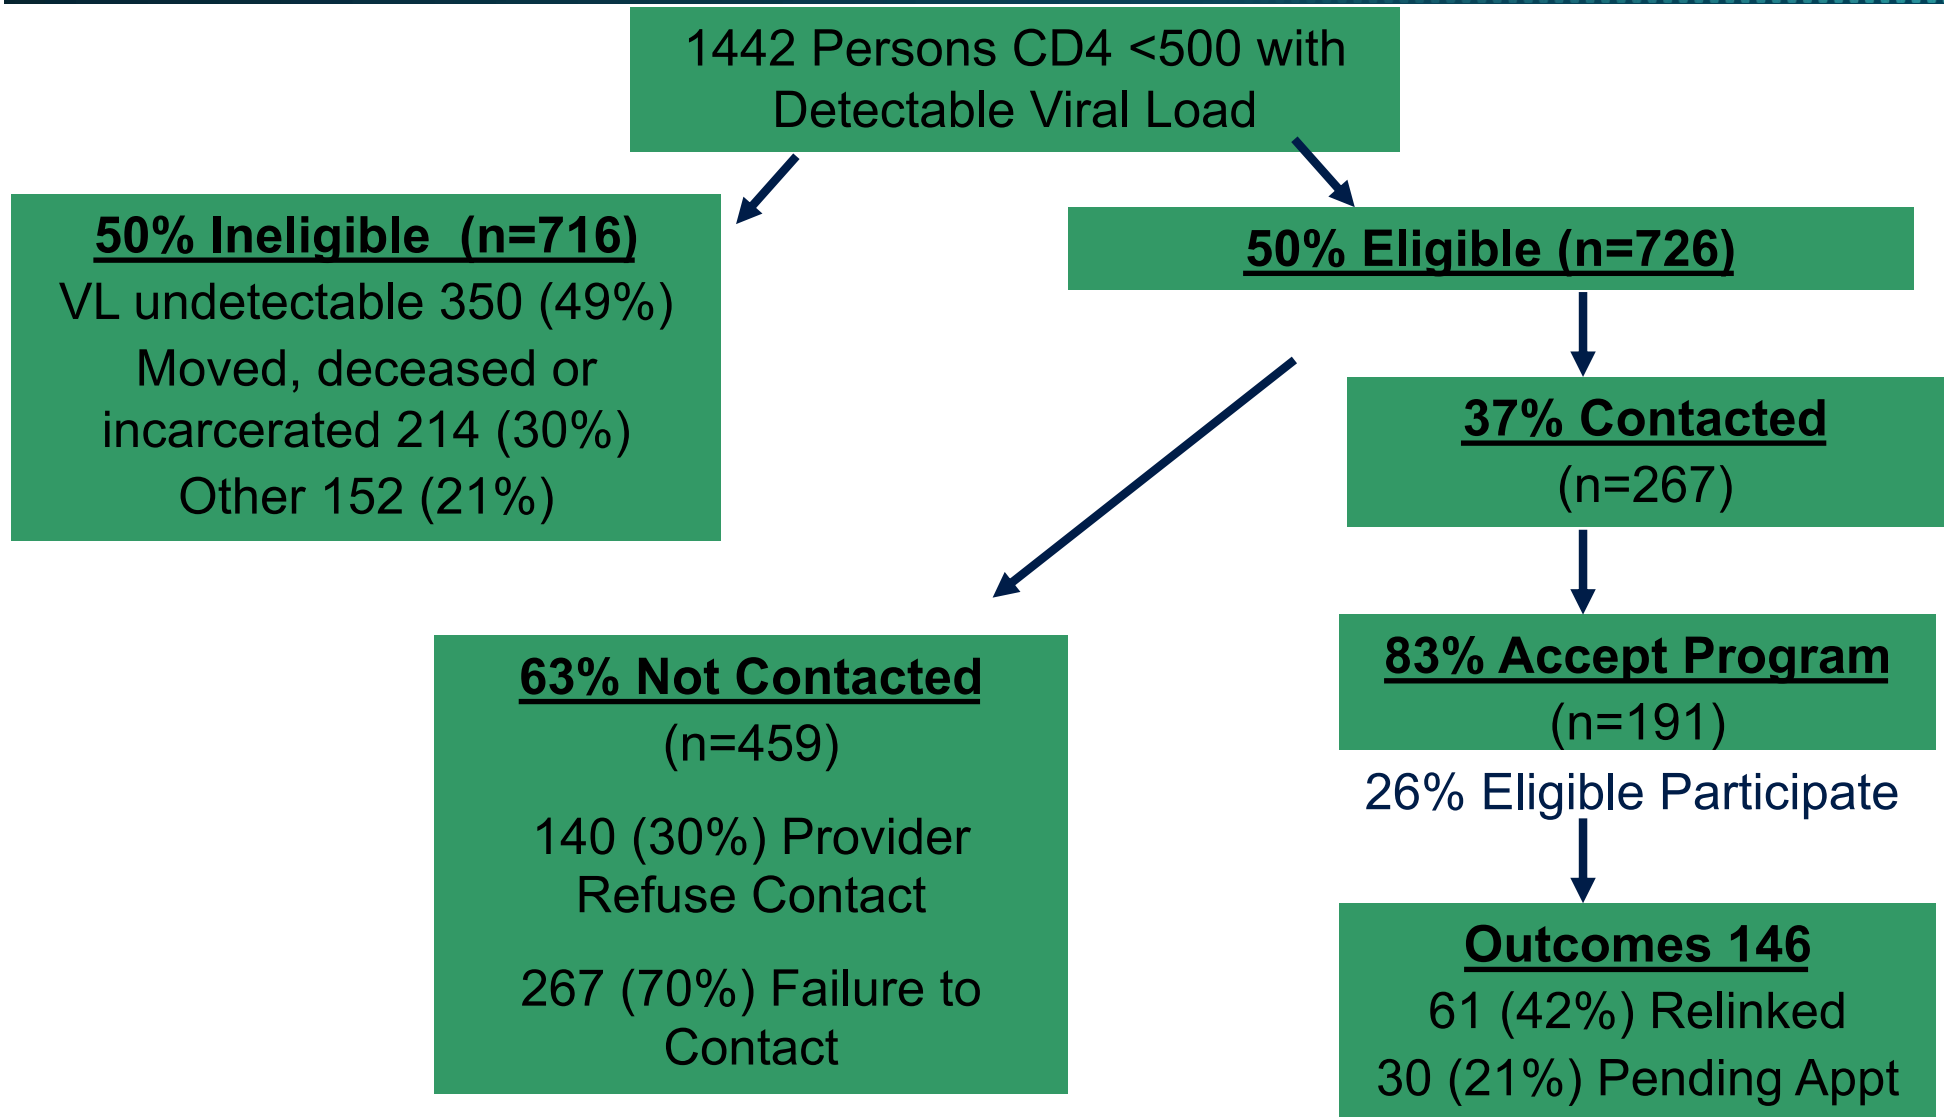 1442 Persons CD4 <500 with
Detectable Viral Load
50% Ineligible (n=716)
VL undetectable 350 (49%)
Moved, deceased or
incarcerated 214 (30%)
Other 152 (21%)
50% Eligible (n=726)
37% Contacted
(n=267)
63% Not Contacted
(n=459)
140 (30%) Provider
Refuse Contact
267 (70%) Failure to
Contact
83% Accept Program
(n=191)
26% Eligible Participate
Outcomes 146
61 (42%) Relinked
30 (21%) Pending Appt